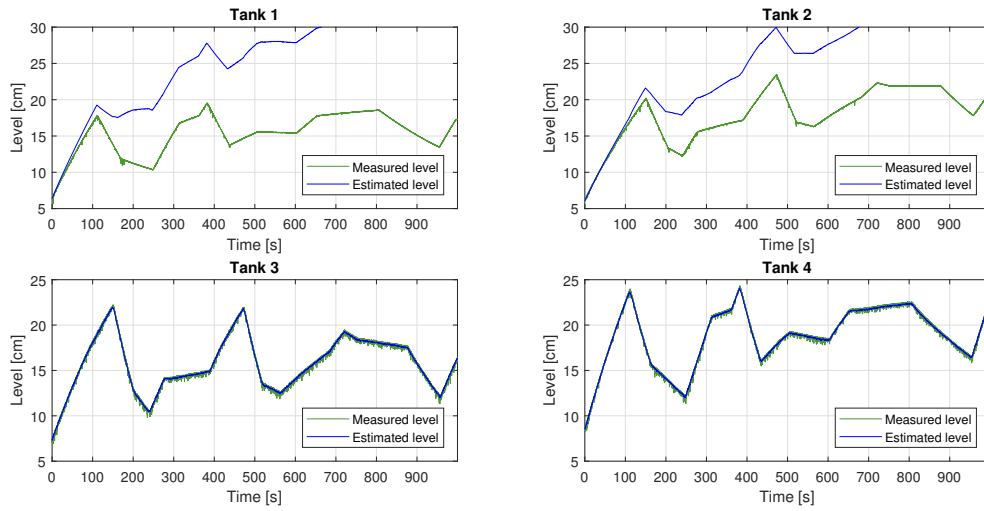 Tank 1
30
25
20
15
10
5
Level [cm]
Measured level
Estimated level
0 100 200 300 400 500 600 700 800 900
Time [s]
Tank 2
30
25
20
15
10
5
Level [cm]
Measured level
Estimated level
0 100 200 300 400 500 600 700 800 900
Time [s]
Tank 3
25
20
15
10
5
Level [cm]
Measured level
Estimated level
0 100 200 300 400 500 600 700 800 900
Time [s]
Tank 4
25
20
15
10
5
Level [cm]
Measured level
Estimated level
0 100 200 300 400 500 600 700 800 900
Time [s]